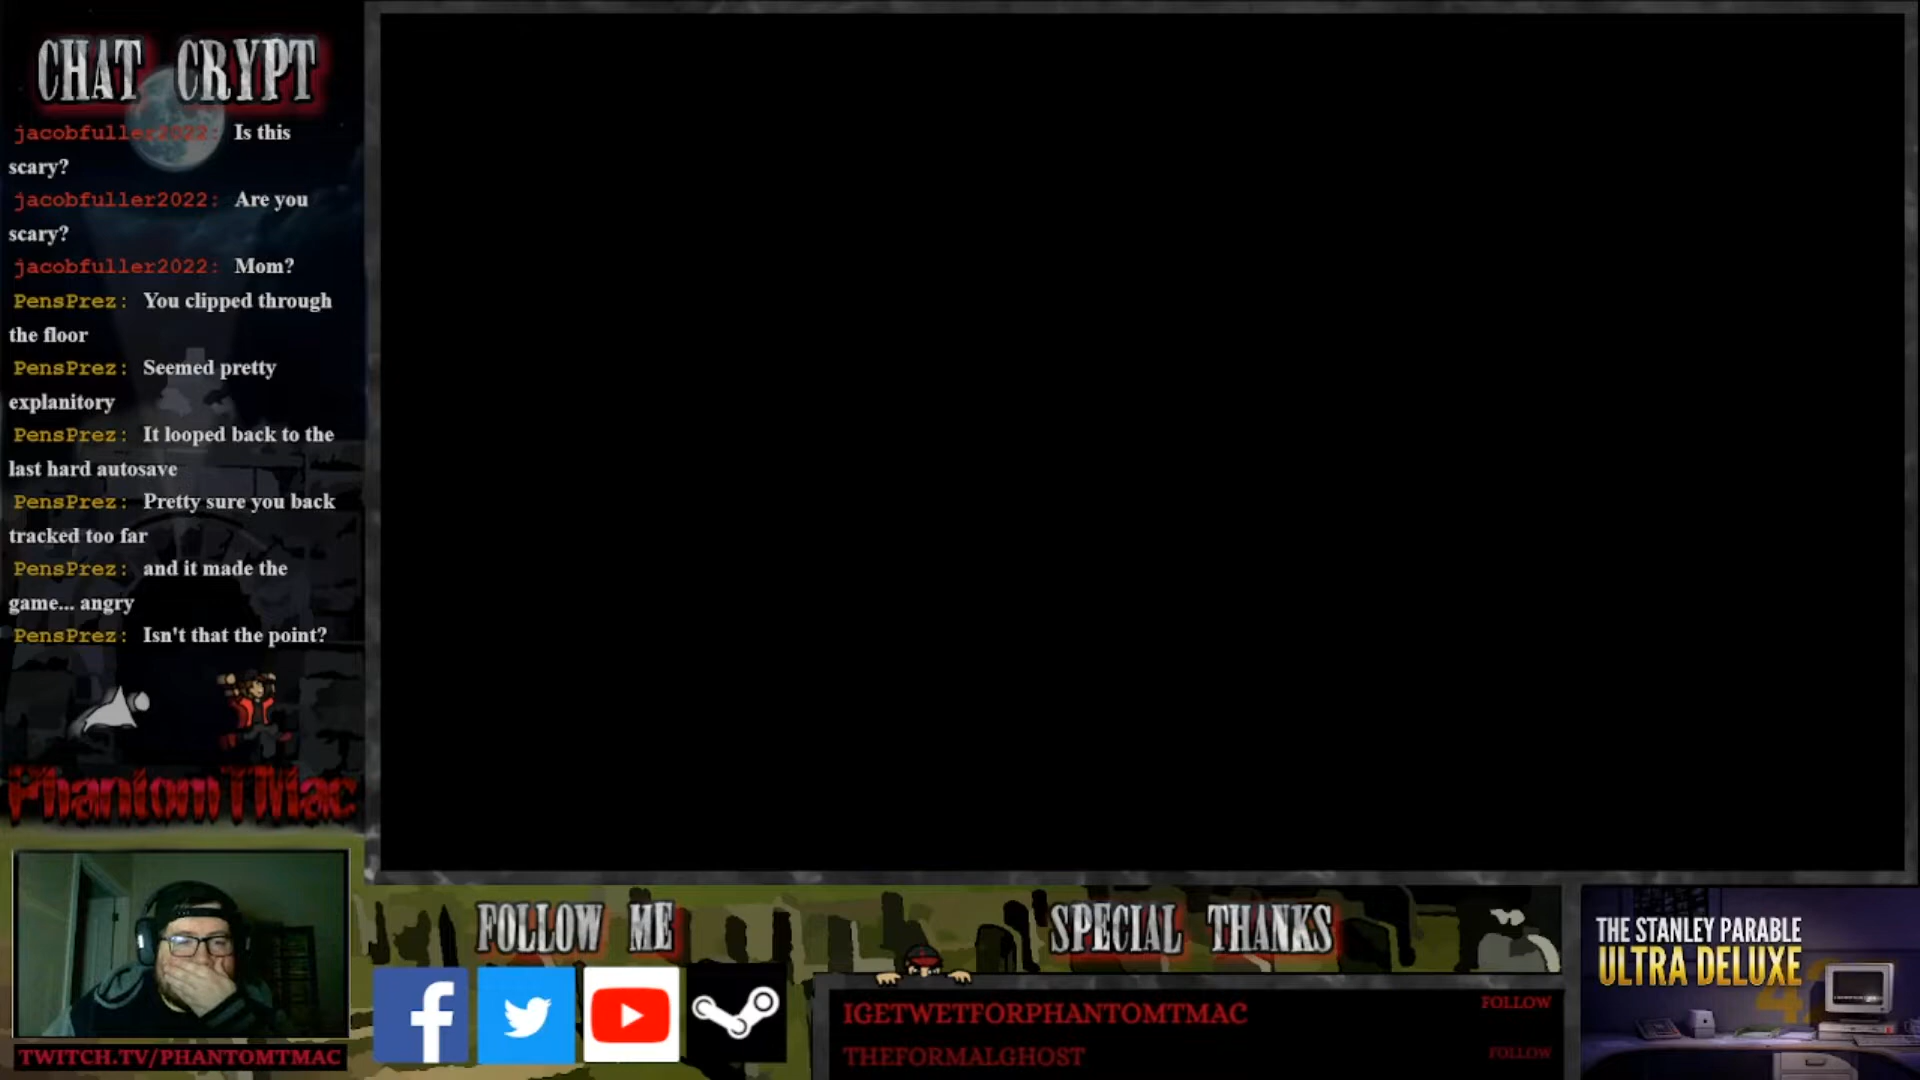 CHAT CRYPT
jacobfuller2022: Is this
scary?
jacobfuller2022: Are you
scary?
jacobfuller2022: Mom?
PensPrez: You clipped through
the floor
PensPrez: Seemed pretty
explanitory
PensPrez: It looped back to the
last hard autosave
PensPrez: Pretty sure you back
tracked too far
PensPrez: and it made the
game... angry
PensPrez: Isn't that the point?
PhantomTMac
TWITCH.TV/PHANTOMTMAC
FOLLOW ME
SPECIAL THANKS
IGETWETFORPHANTOMTMAC FOLLOW
THEFORMALGHOST FOLLOW
THE STANLEY PARABLE
ULTRA DELUXE